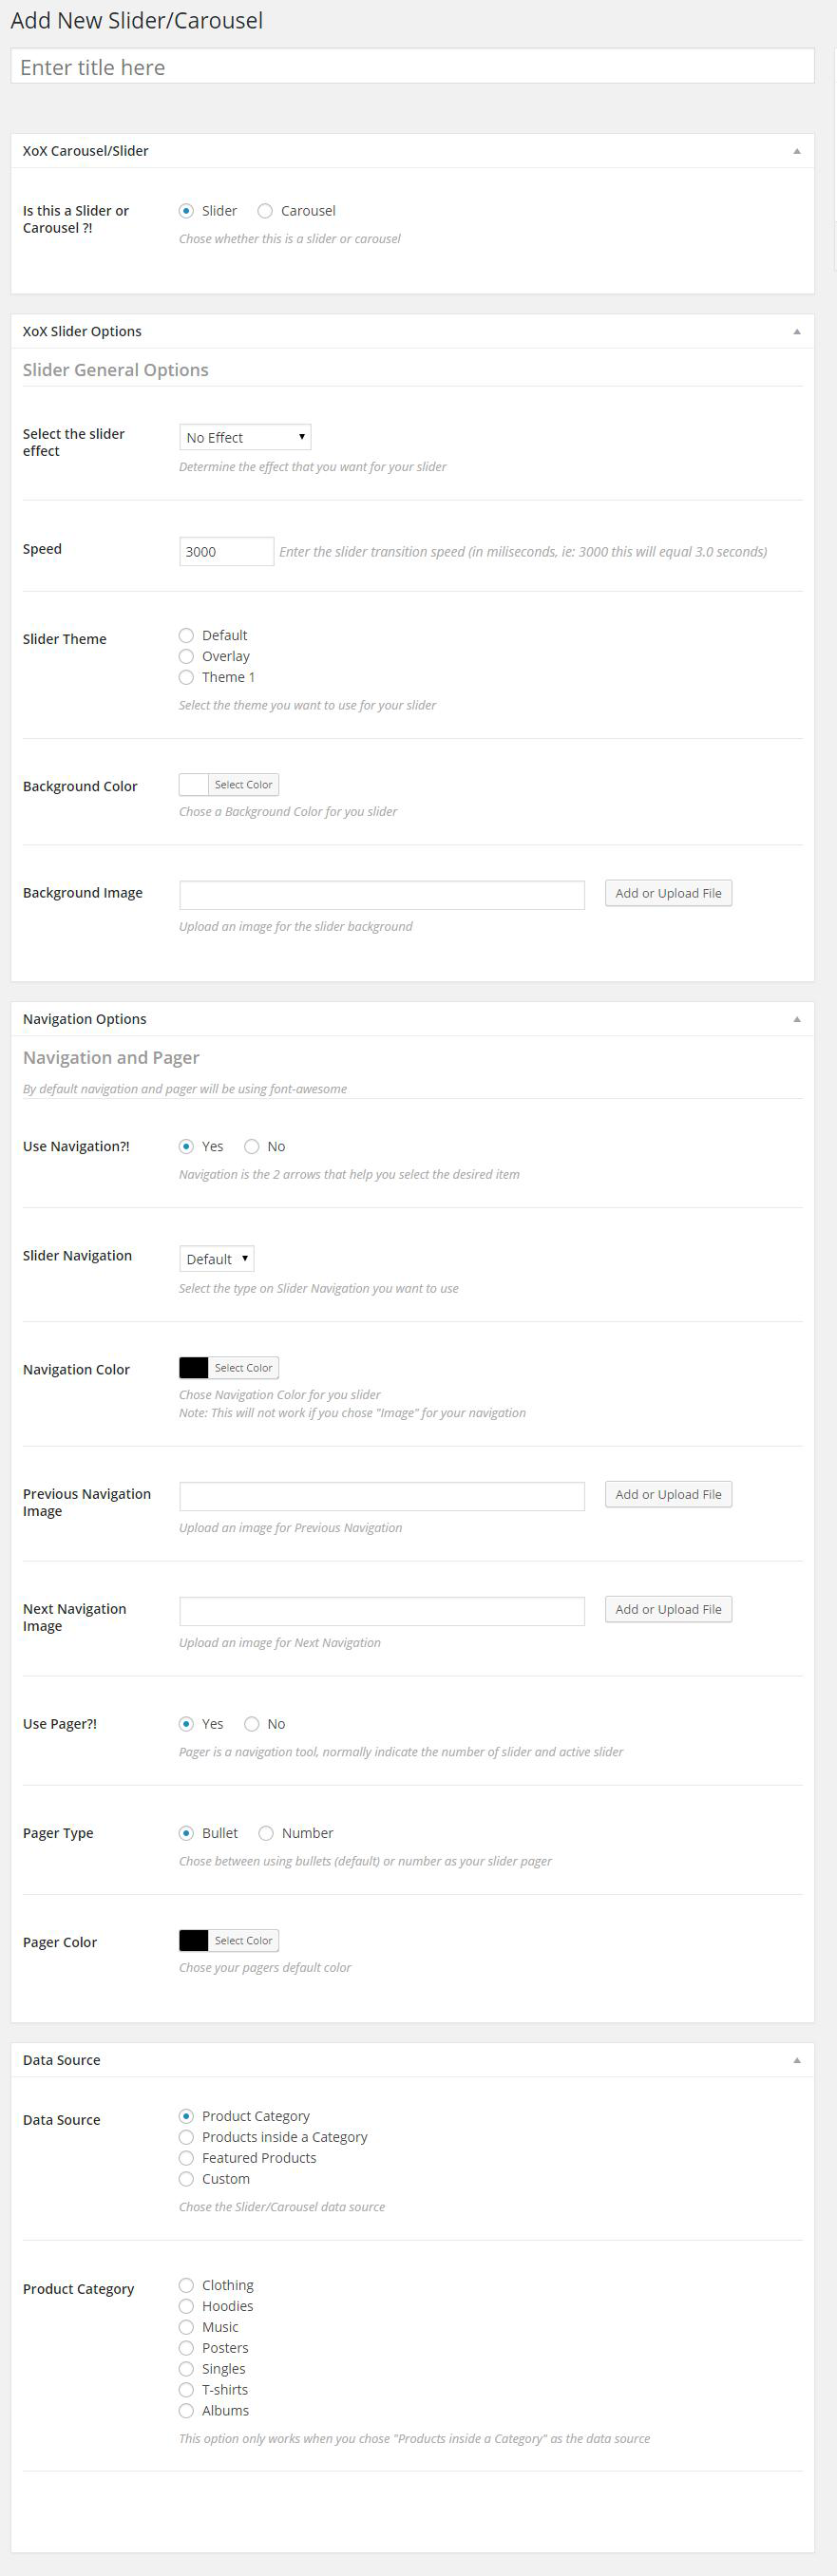 Add New Slider/Carousel
Enter title here
XoX Carousel/Slider
Is this a Slider or
Carousel ?!
Slider Carousel
Chose whether this is a slider or carousel
XoX Slider Options
Slider General Options
Select the slider
effect
No Effect
Determine the effect that you want for your slider
Speed
3000 Enter the slider transition speed (in miliseconds, ie: 3000 this will equal 3.0 seconds)
Slider Theme
Default
Overlay
Theme 1
Select the theme you want to use for your slider
Background Color
Select Color
Chose a Background Color for you slider
Background Image
Add or Upload File
Upload an image for the slider background
Navigation Options
Navigation and Pager
By default navigation and pager will be using font-awesome
Use Navigation?!
Yes No
Navigation is the 2 arrows that help you select the desired item
Slider Navigation
Default
Select the type on Slider Navigation you want to use
Navigation Color
Select Color
Chose Navigation Color for you slider
Note: This will not work if you chose "Image" for your navigation
Previous Navigation
Image
Add or Upload File
Upload an image for Previous Navigation
Next Navigation
Image
Add or Upload File
Upload an image for Next Navigation
Use Pager?!
Yes No
Pager is a navigation tool, normally indicate the number of slider and active slider
Pager Type
Bullet Number
Chose between using bullets (default) or number as your slider pager
Pager Color
Select Color
Chose your pagers default color
Data Source
Data Source
Product Category
Products inside a Category
Featured Products
Custom
Chose the Slider/Carousel data source
Product Category
Clothing
Hoodies
Music
Posters
Singles
T-shirts
Albums
This option only works when you chose "Products inside a Category" as the data source